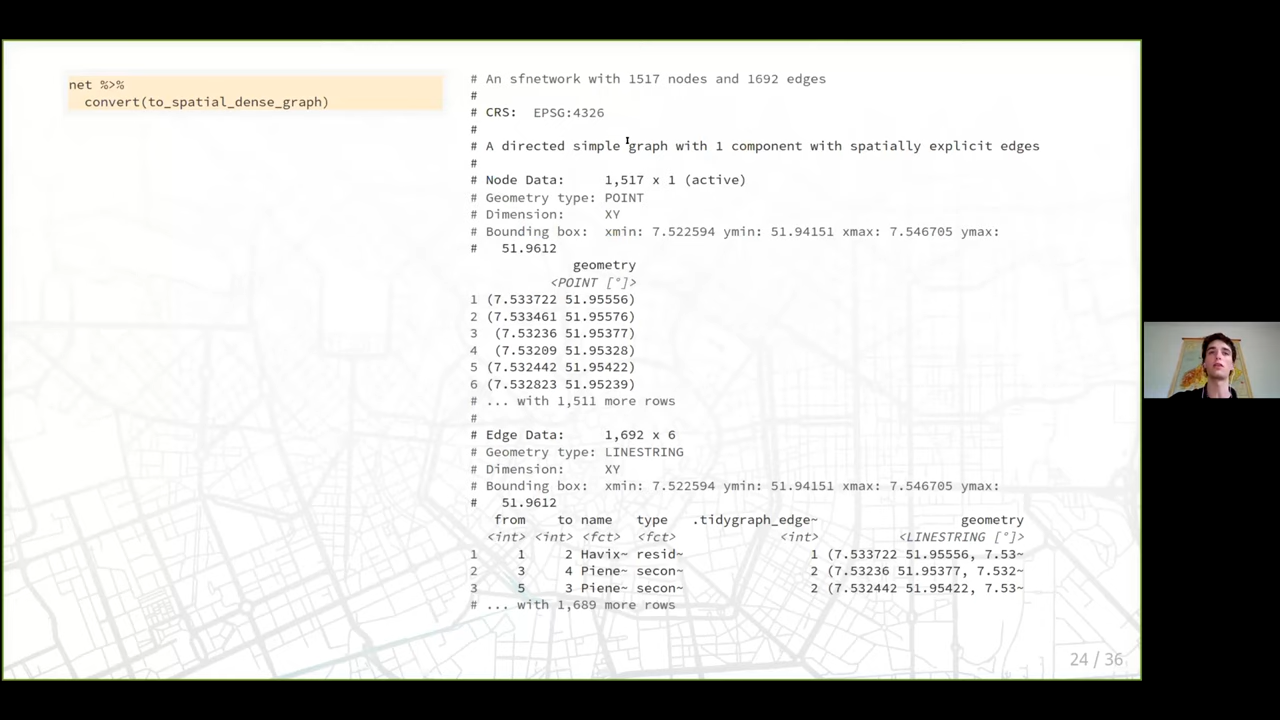 net %>%
  convert(to_spatial_dense_graph)
# An sfnetwork with 1517 nodes and 1692 edges
#
# CRS:  EPSG:4326
#
# A directed simple graph with 1 component with spatially explicit edges
#
# Node Data:     1,517 x 1 (active)
# Geometry type: POINT
# Dimension:     XY
# Bounding box:  xmin: 7.522594 ymin: 51.94151 xmax: 7.546705 ymax:
#   51.9612
             geometry
          <POINT [°]>
1 (7.533722 51.95556)
2 (7.533461 51.95576)
3  (7.53236 51.95377)
4  (7.53209 51.95328)
5 (7.532442 51.95422)
6 (7.532823 51.95239)
# ... with 1,511 more rows
#
# Edge Data:     1,692 x 6
# Geometry type: LINESTRING
# Dimension:     XY
# Bounding box:  xmin: 7.522594 ymin: 51.94151 xmax: 7.546705 ymax:
#   51.9612
   from    to name   type   .tidygraph_edge~                  geometry
  <int> <int> <fct>  <fct>             <int>          <LINESTRING [°]>
1     1     2 Havix~ resid~                1 (7.533722 51.95556, 7.53~
2     3     4 Piene~ secon~                2 (7.53236 51.95377, 7.532~
3     5     3 Piene~ secon~                2 (7.532442 51.95422, 7.53~
# ... with 1,689 more rows
24 / 36